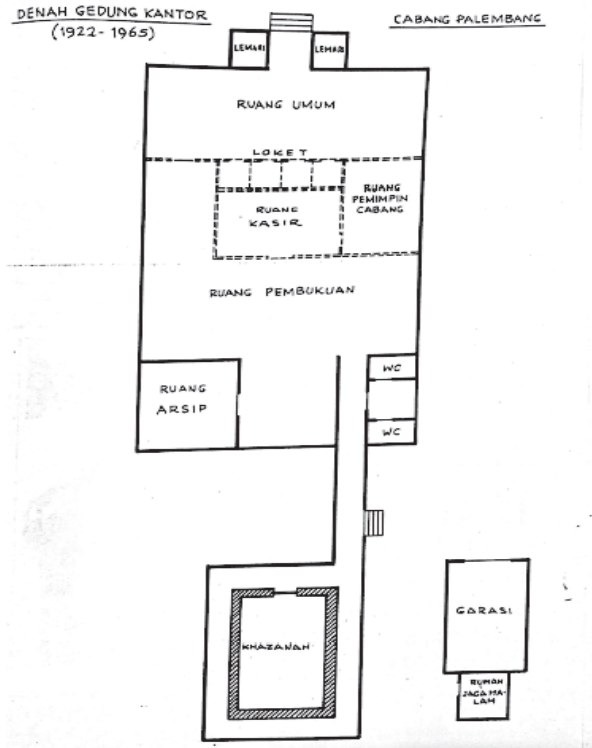 DENAH GEDUNG KANTOR
(1922-1965)
CABANG PALEMBANG
LEMARI
LEMARI
RUANG UMUM
LOKET
RUANG
PEMIMPIN
CABANG
RUANG
KASIR
RUANG PEMBUKUAN
WC
RUANG
ARSIP
WC
GARASI
KHAZANAH
RUMAH
JAGA MA-
LAM